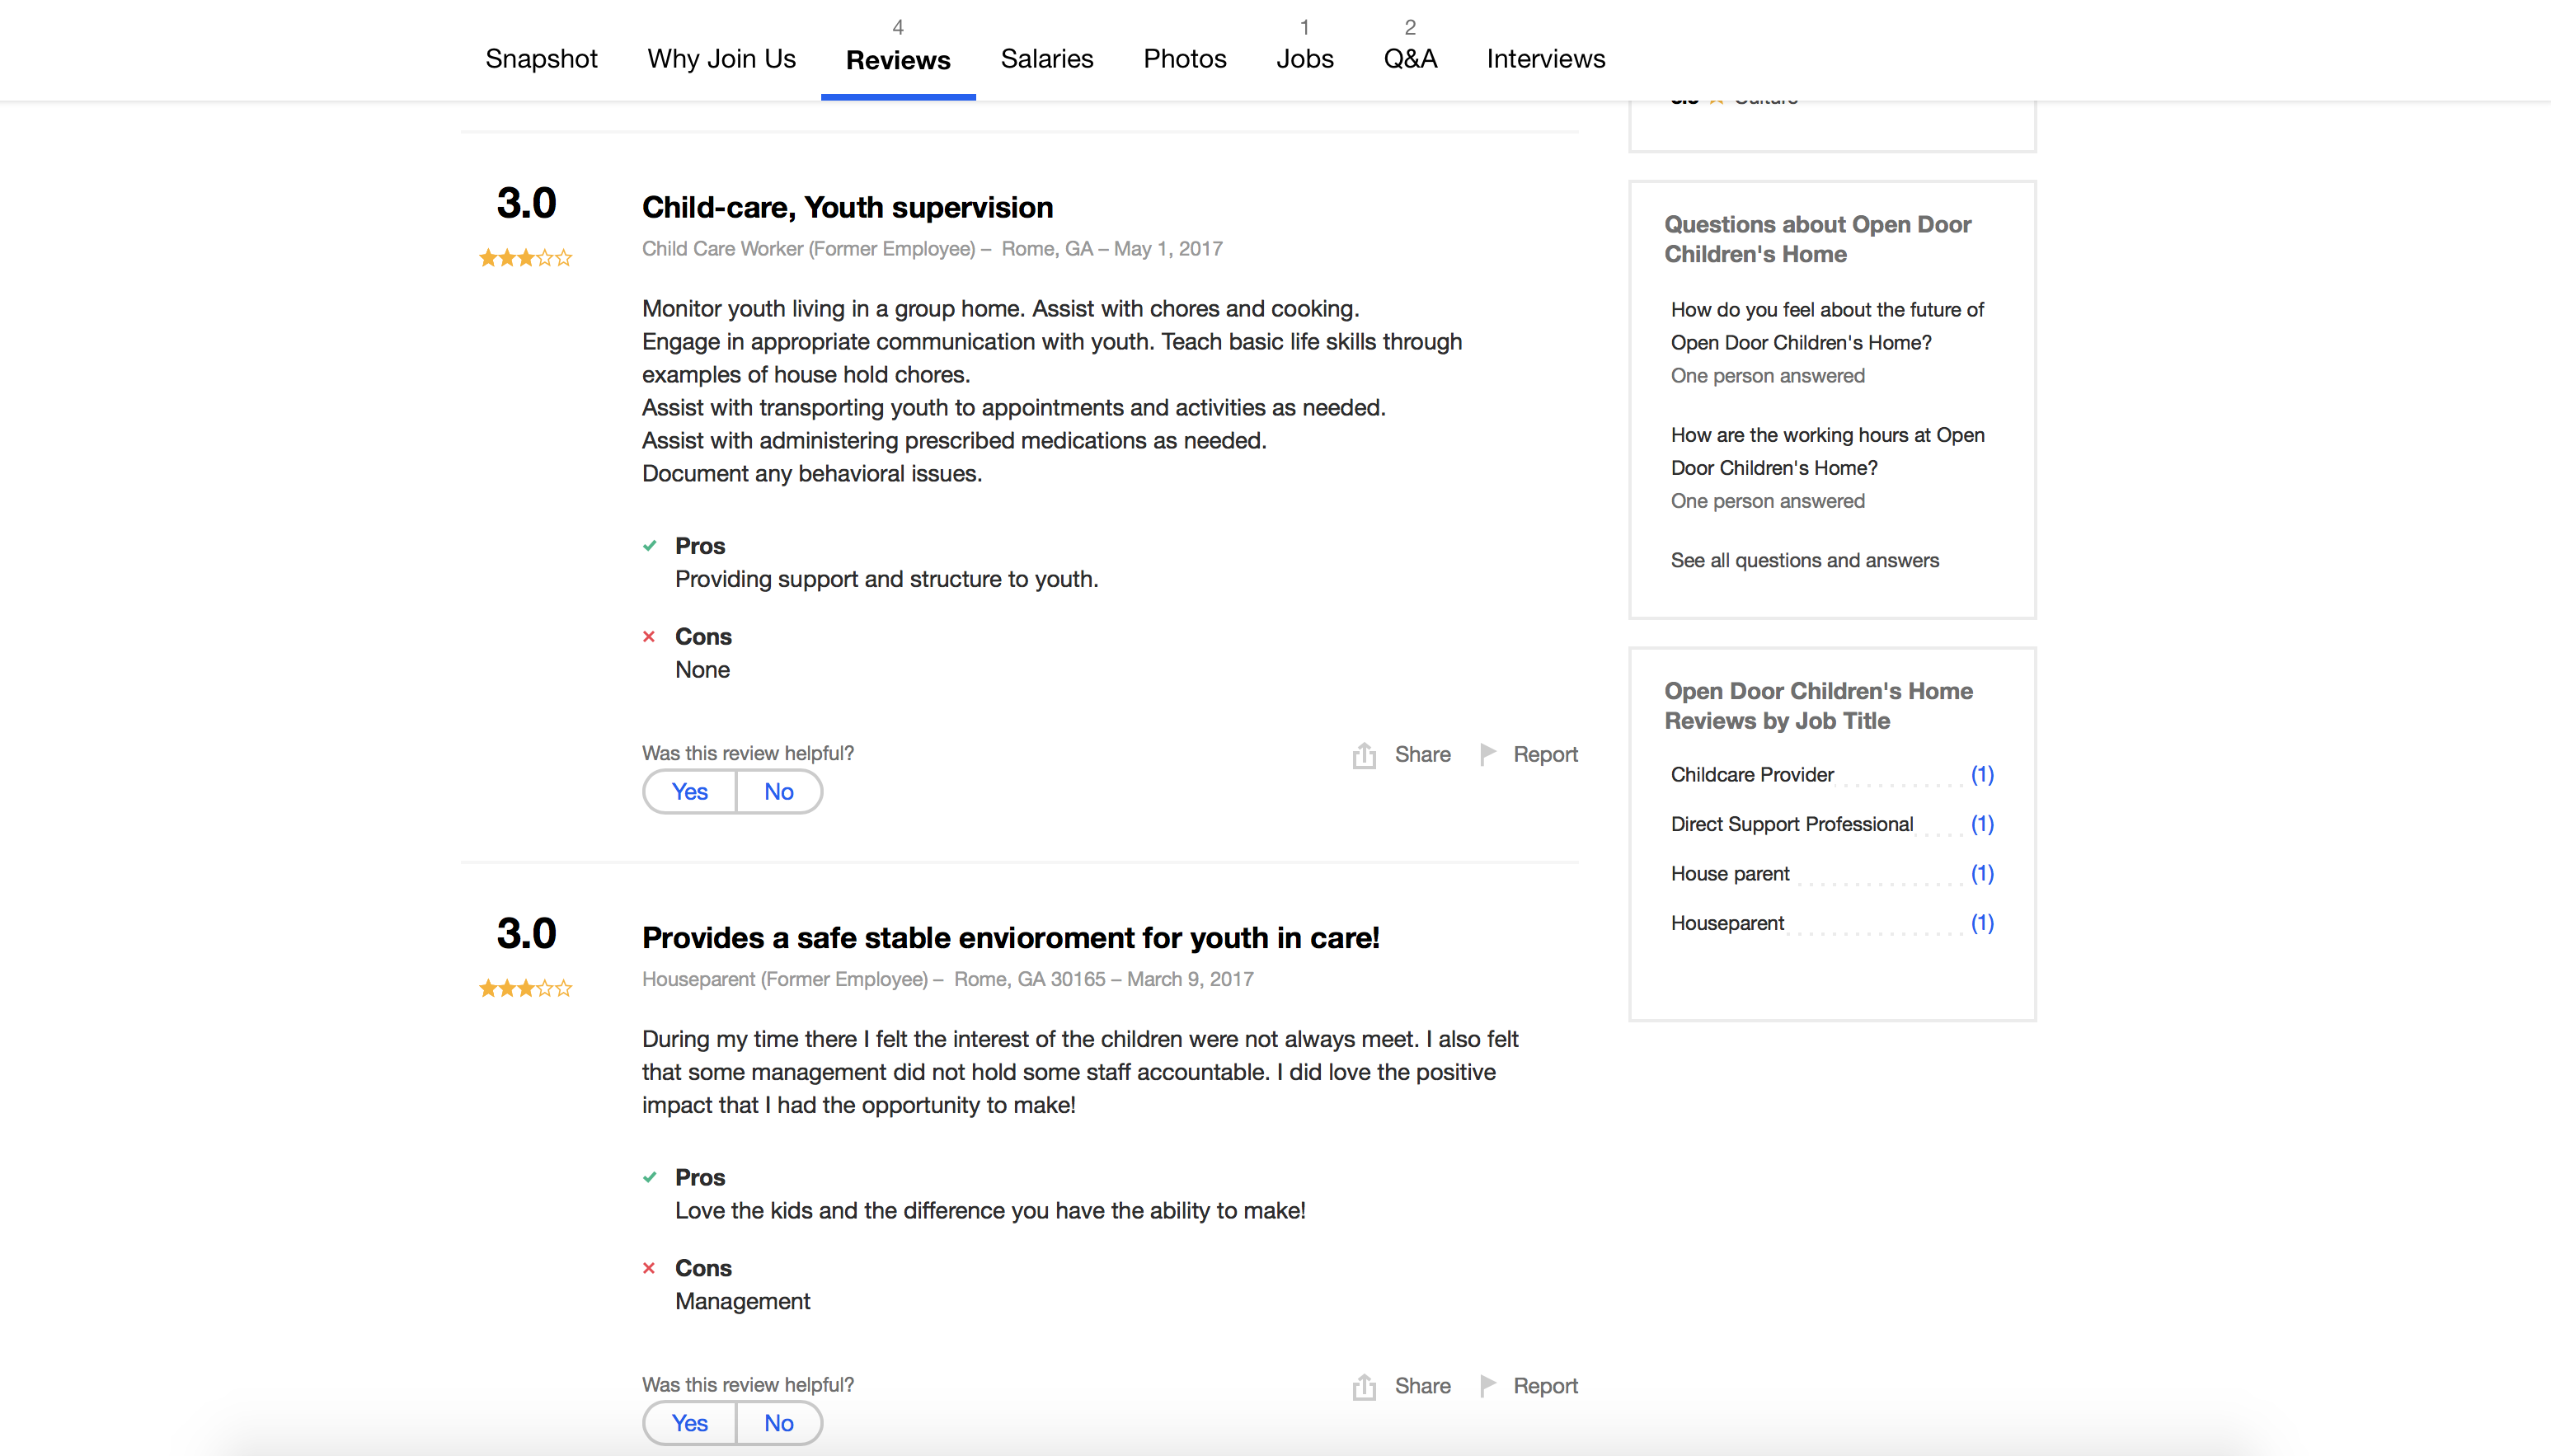 4
1
2
Snapshot
Why Join Us
Reviews
Salaries
Photos
Jobs
Q&A
Interviews
3.0
Child-care, Youth supervision
Child Care Worker (Former Employee) – Rome, GA – May 1, 2017
Monitor youth living in a group home. Assist with chores and cooking.
Engage in appropriate communication with youth. Teach basic life skills through
examples of house hold chores.
Assist with transporting youth to appointments and activities as needed.
Assist with administering prescribed medications as needed.
Document any behavioral issues.
Pros
Providing support and structure to youth.
Cons
None
Was this review helpful?
Yes
No
Share
Report
3.0
Provides a safe stable envioroment for youth in care!
Houseparent (Former Employee) – Rome, GA 30165 – March 9, 2017
During my time there I felt the interest of the children were not always meet. I also felt
that some management did not hold some staff accountable. I did love the positive
impact that I had the opportunity to make!
Pros
Love the kids and the difference you have the ability to make!
Cons
Management
Was this review helpful?
Yes
No
Share
Report
Culture
Questions about Open Door
Children's Home
How do you feel about the future of
Open Door Children's Home?
One person answered
How are the working hours at Open
Door Children's Home?
One person answered
See all questions and answers
Open Door Children's Home
Reviews by Job Title
Childcare Provider (1)
Direct Support Professional (1)
House parent (1)
Houseparent (1)